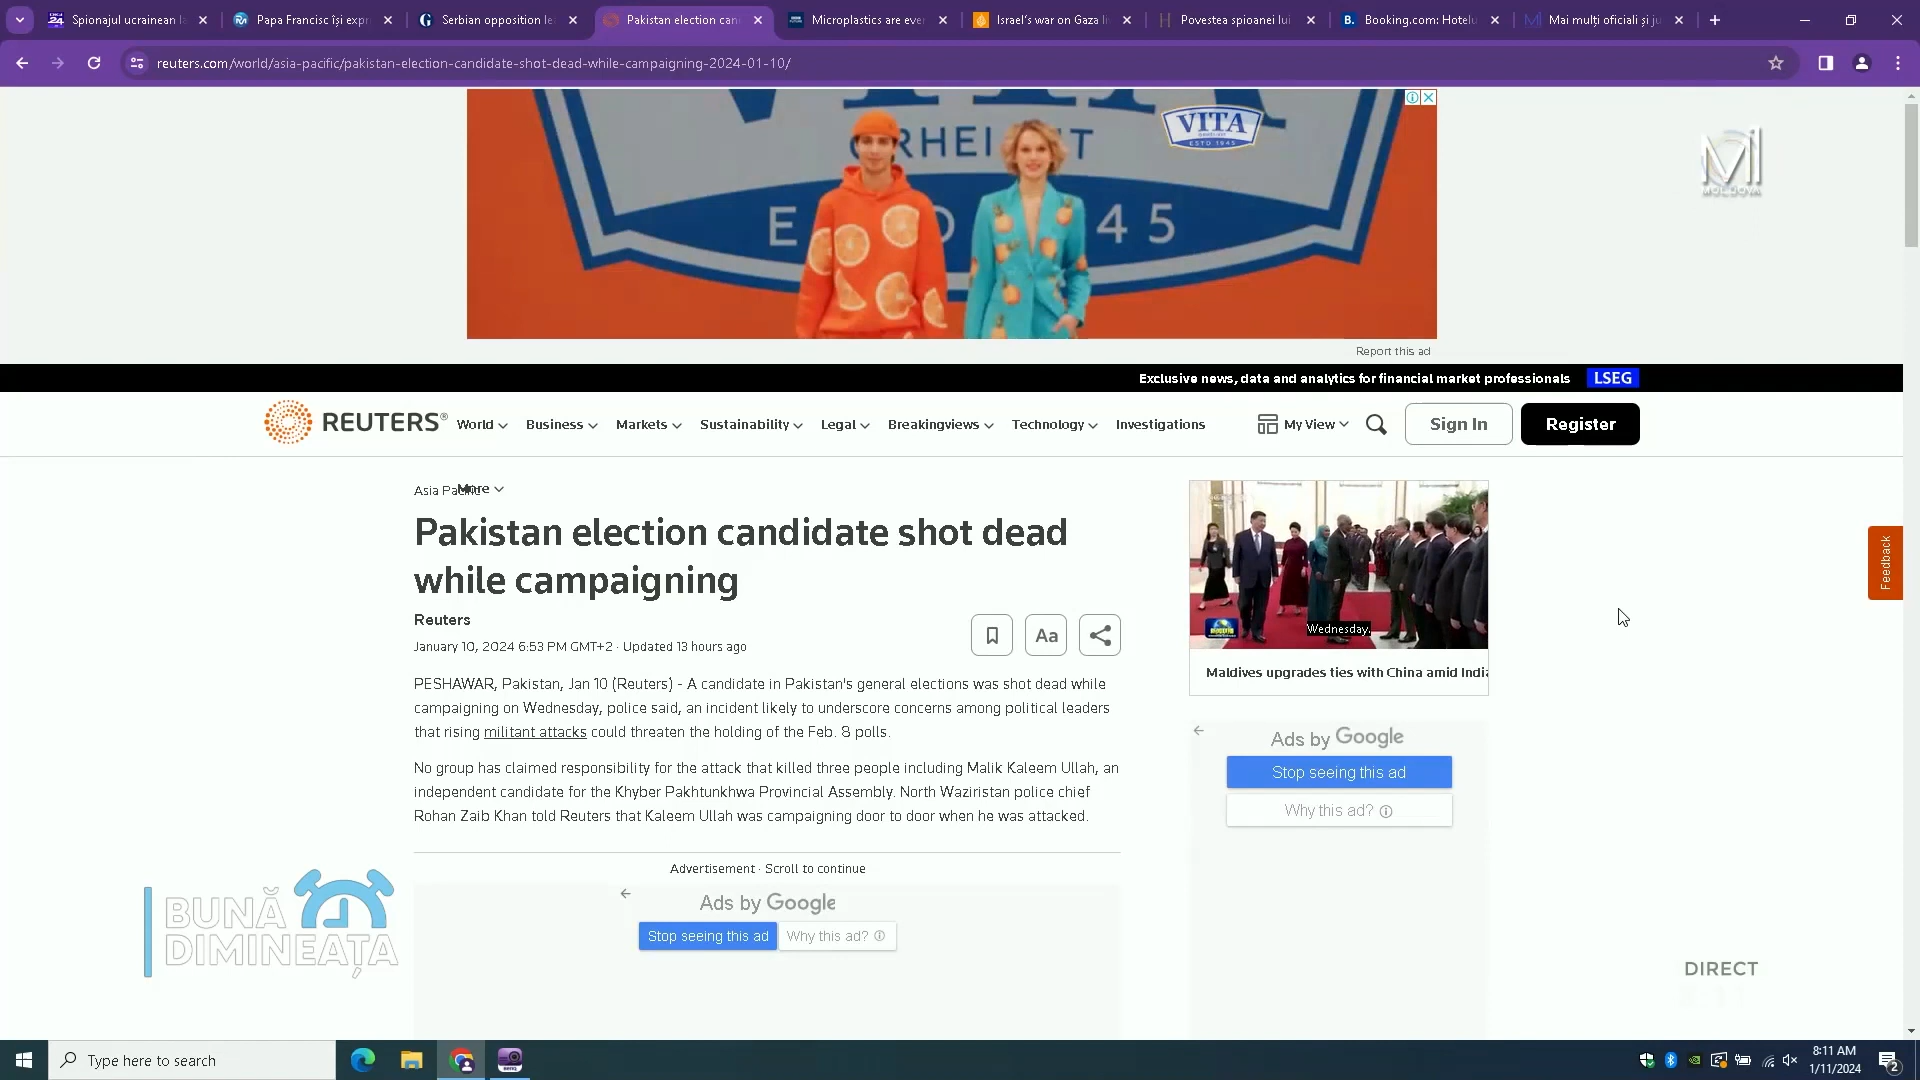 Spionajul ucrainean l
Papa Francisc își expr
Serbian opposition le
Pakistan election can
Microplastics are ever
Israel's war on Gaza li
Povestea spioanei lui
B.
Booking.com: Hotelu
Mai mulți oficiali și ju
reuters.com/world/asia-pacific/pakistan-election-candidate-shot-dead-while-campaigning-2024-01-10/
VITA
ORHEI
ESTD 1945
VITA
ESTD 1945
E D 45
MOLDOVA
Report this ad
Exclusive news, data and analytics for financial market professionals LSEG
REUTERS® World Business Markets Sustainability Legal Breakingviews Technology Investigations My View Sign In Register
Asia Pacific More
Pakistan election candidate shot dead
while campaigning
Reuters
January 10, 2024 6:53 PM GMT+2 · Updated 13 hours ago
Aa
PESHAWAR, Pakistan, Jan 10 (Reuters) - A candidate in Pakistan's general elections was shot dead while
campaigning on Wednesday, police said, an incident likely to underscore concerns among political leaders
that rising militant attacks could threaten the holding of the Feb. 8 polls.
No group has claimed responsibility for the attack that killed three people including Malik Kaleem Ullah, an
independent candidate for the Khyber Pakhtunkhwa Provincial Assembly. North Waziristan police chief
Rohan Zaib Khan told Reuters that Kaleem Ullah was campaigning door to door when he was attacked.
Advertisement · Scroll to continue
Ads by Google
Stop seeing this ad Why this ad?
Wednesday,
Maldives upgrades ties with China amid India
Ads by Google
Stop seeing this ad
Why this ad?
Feedback
BUNĂ
DIMINEAȚA
DIRECT
Type here to search
8:11 AM
1/11/2024
2